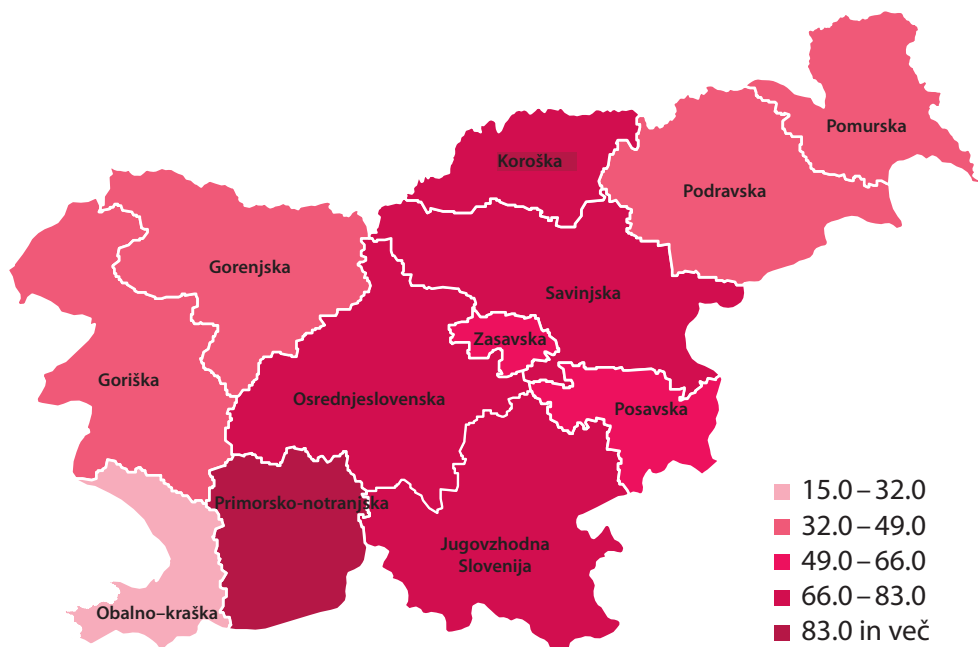 Pomurska
Koroška
Podravska
Gorenjska
Savinjska
Zasavska
Goriška
Osrednjeslovenska
Posavska
Primorsko-notranjska
Jugovzhodna
Slovenija
Obalno–kraška
15.0–32.0
32.0–49.0
49.0–66.0
66.0–83.0
83.0 in več